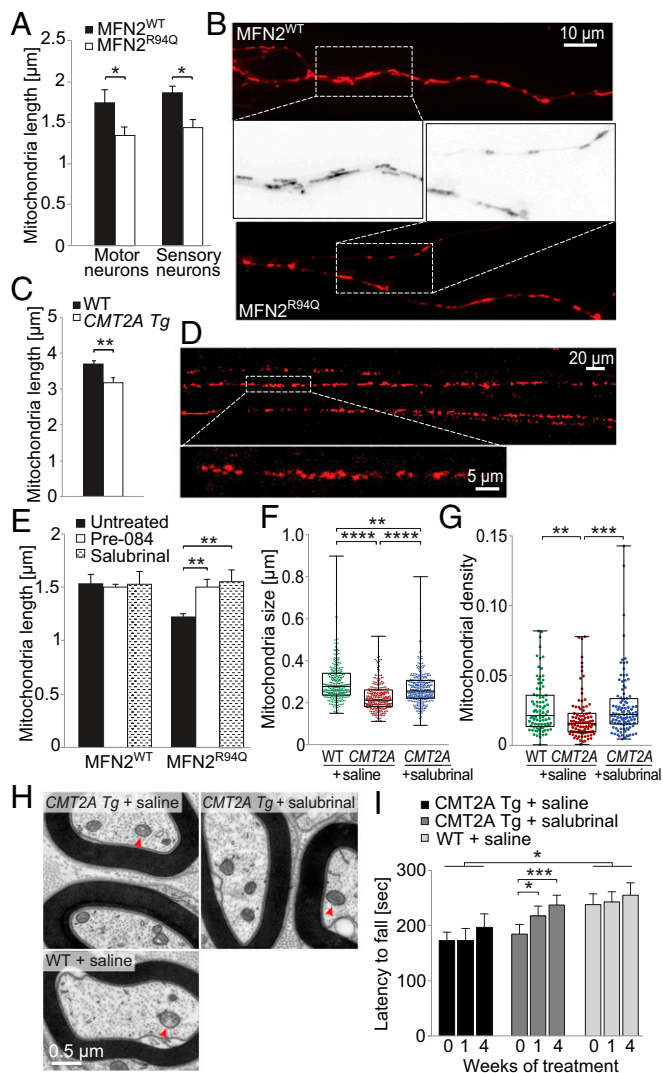 A
MFN2WT
MFN2R94Q
Mitochondria length [µm]
2.5
2
1.5
1
0.5
0
*
*
Motor neurons
Sensory neurons
B
MFN2WT
10 µm
MFN2R94Q
C
WT
CMT2A Tg
Mitochondria length [µm]
5
4
3
2
1
0
**
D
20 µm
5 µm
E
Untreated
Pre-084
Salubrinal
Mitochondria length [µm]
2
1.5
1
0.5
0
**
**
MFN2WT
MFN2R94Q
F
Mitochondria size [µm]
1.0
0.8
0.6
0.4
0.2
0
**
****
****
WT CMT2A CMT2A
+saline +salubrinal
G
Mitochondrial density
0.15
0.10
0.05
0
**
***
WT CMT2A CMT2A
+saline +salubrinal
H
CMT2A Tg + saline
CMT2A Tg + salubrinal
WT + saline
0.5 µm
I
CMT2A Tg + saline
CMT2A Tg + salubrinal
WT + saline
Latency to fall [sec]
300
200
100
0
*
***
*
0 1 4 0 1 4 0 1 4
Weeks of treatment